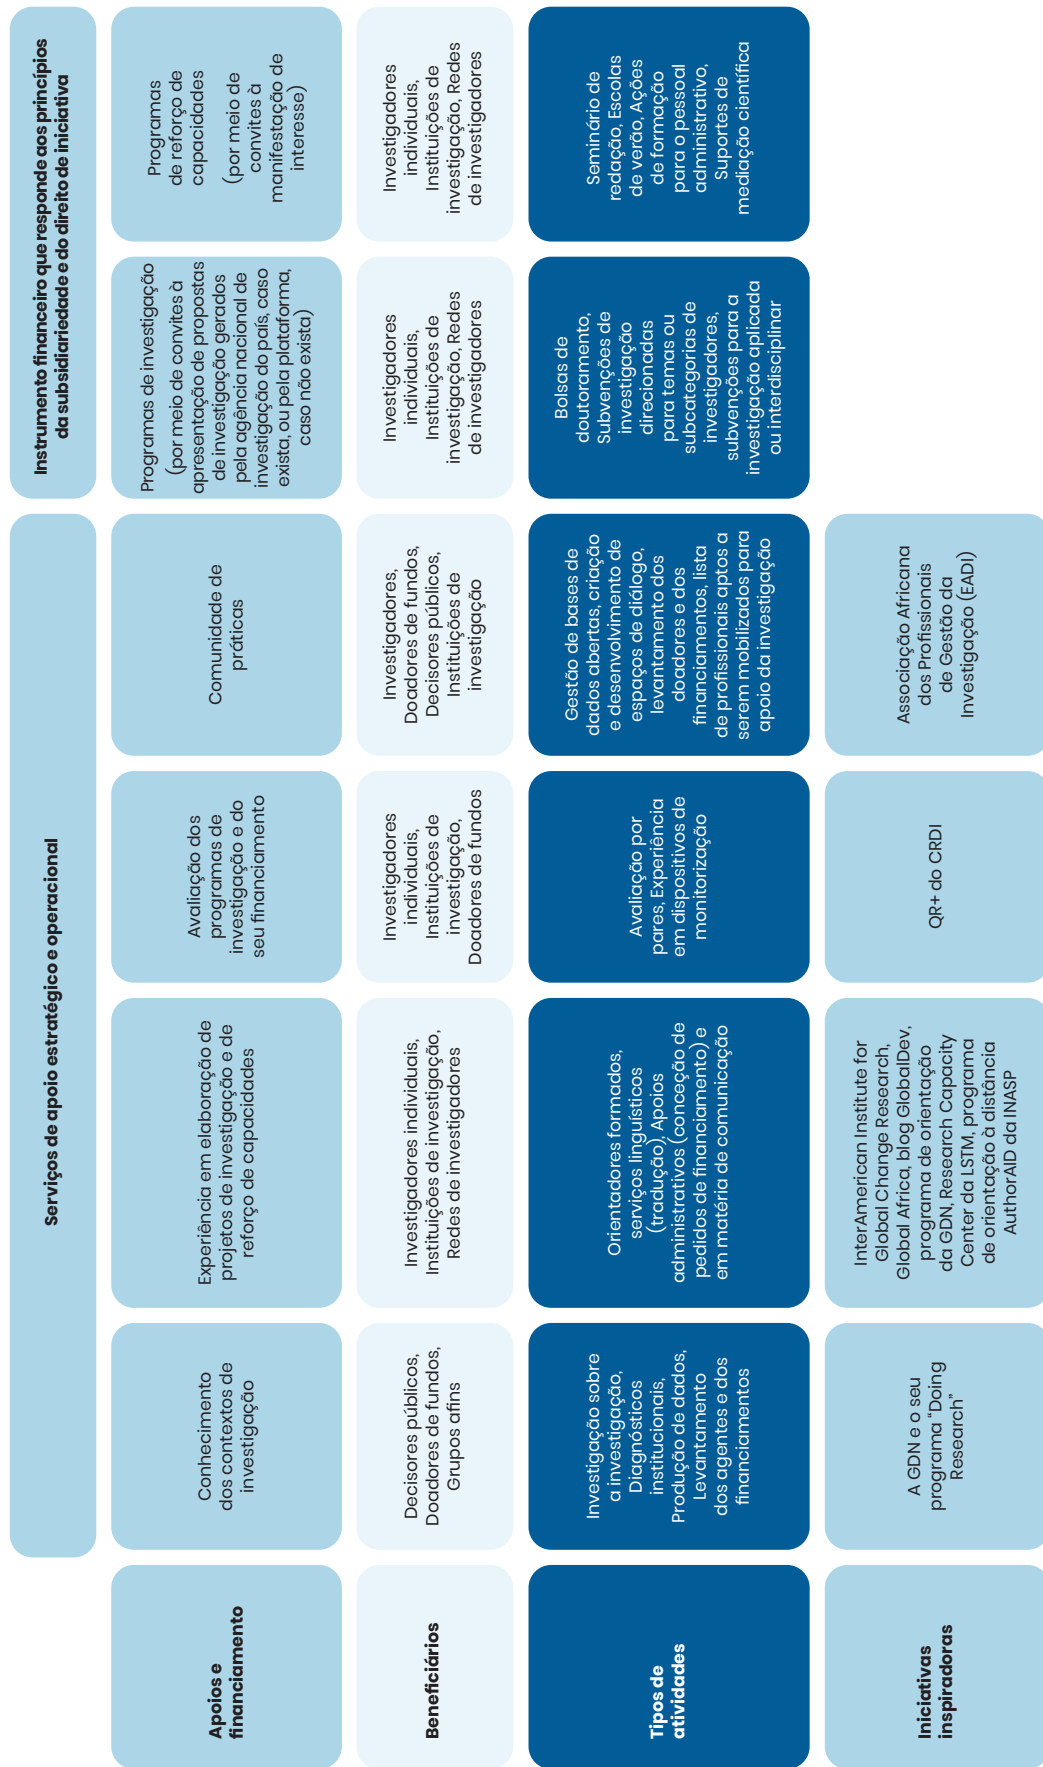 Serviços de apoio estratégico e operacional
Instrumento financeiro que responde aos princípios
da subsidiariedade e do direito de iniciativa
Apoios e
financiamento
Conhecimento
dos contextos de
investigação
Experiência em elaboração de
projetos de investigação e de
reforço de capacidades
Avaliação dos
programas de
investigação e do
seu financiamento
Comunidade de
práticas
Programas de investigação
(por meio de convites à
apresentação de propostas
de investigação gerados
pela agência nacional de
investigação do país, caso
exista, ou pela plataforma,
caso não exista)
Programas
de reforço de
capacidades
(por meio de
convites à
manifestação de
interesse)
Beneficiários
Decisores públicos,
Doadores de fundos,
Grupos afins
Investigadores individuais,
Instituições de investigação,
Redes de investigadores
Investigadores
individuais,
Instituições de
investigação,
Doadores de fundos
Investigadores,
Doadores de fundos,
Decisores públicos,
Instituições de
investigação
Investigadores
individuais,
Instituições de
investigação, Redes
de investigadores
Investigadores
individuais,
Instituições de
investigação, Redes
de investigadores
Tipos de
atividades
Investigação sobre
a investigação,
Diagnósticos
institucionais,
Produção de dados,
Levantamento
dos agentes e dos
financiamentos
Orientadores formados,
serviços linguísticos
(tradução), Apoios
administrativos (conceção de
pedidos de financiamento) e
em matéria de comunicação
Avaliação por
pares, Experiência
em dispositivos de
monitorização
Gestão de bases de
dados abertas, criação
e desenvolvimento de
espaços de diálogo,
levantamento dos
doadores e dos
financiamentos, lista
de profissionais aptos a
serem mobilizados para
apoio da investigação
Bolsas de
doutoramento,
Subvenções de
investigação
direcionadas
para temas ou
subcategorias de
investigadores,
subvenções para a
investigação aplicada
ou interdisciplinar
Seminário de
redação, Escolas
de verão, Ações
de formação
para o pessoal
administrativo,
Suportes de
mediação científica
Iniciativas
inspiradoras
A GDN e o seu
programa “Doing
Research”
InterAmerican Institute for
Global Change Research,
Global Africa, blog GlobalDev,
programa de orientação
da GDN, Research Capacity
Center da LSTM, programa
de orientação à distância
AuthorAID da INASP
QR+ do CRDI
Associação Africana
dos Profissionais
de Gestão da
Investigação (EADI)